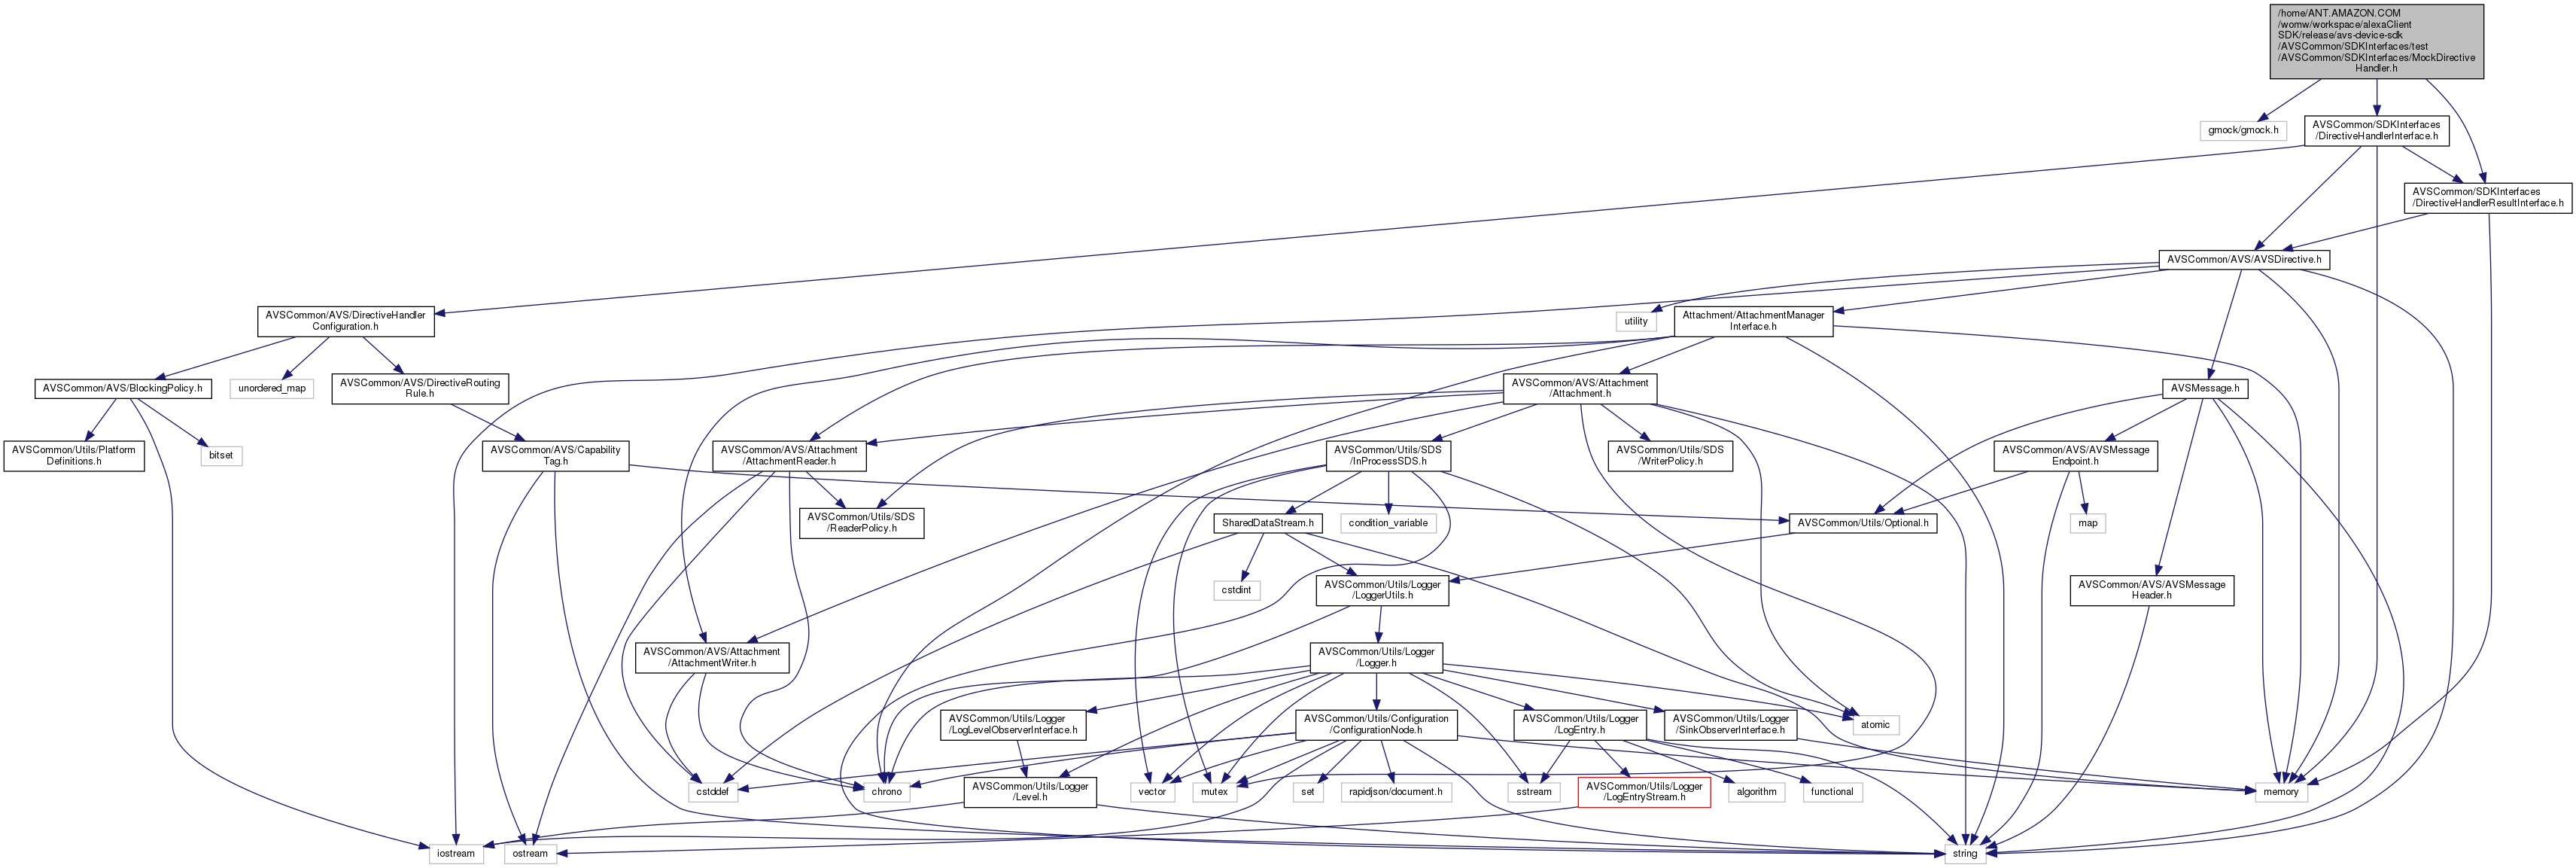 /home/ANT.AMAZON.COM
/womw/workspace/alexaClient
SDK/release/avs-device-sdk
/AVSCommon/SDKInterfaces/test
/AVSCommon/SDKInterfaces/MockDirective
Handler.h
gmock/gmock.h
AVSCommon/SDKInterfaces
/DirectiveHandlerInterface.h
AVSCommon/SDKInterfaces
/DirectiveHandlerResultInterface.h
AVSCommon/AVS/AVSDirective.h
AVSCommon/AVS/DirectiveHandler
Configuration.h
utility
Attachment/AttachmentManager
Interface.h
AVSCommon/AVS/BlockingPolicy.h
unordered_map
AVSCommon/AVS/DirectiveRouting
Rule.h
AVSCommon/AVS/Attachment
/Attachment.h
AVSMessage.h
AVSCommon/Utils/Platform
Definitions.h
bitset
AVSCommon/AVS/Capability
Tag.h
AVSCommon/AVS/Attachment
/AttachmentReader.h
AVSCommon/Utils/SDS
/InProcessSDS.h
AVSCommon/Utils/SDS
/WriterPolicy.h
AVSCommon/AVS/AVSMessage
Endpoint.h
AVSCommon/Utils/SDS
/ReaderPolicy.h
SharedDataStream.h
condition_variable
AVSCommon/Utils/Optional.h
map
cstdint
AVSCommon/Utils/Logger
/LoggerUtils.h
AVSCommon/AVS/AVSMessage
Header.h
AVSCommon/AVS/Attachment
/AttachmentWriter.h
AVSCommon/Utils/Logger
/Logger.h
AVSCommon/Utils/Logger
/LogLevelObserverInterface.h
AVSCommon/Utils/Configuration
/ConfigurationNode.h
AVSCommon/Utils/Logger
/LogEntry.h
AVSCommon/Utils/Logger
/SinkObserverInterface.h
atomic
cstddef
chrono
AVSCommon/Utils/Logger
/Level.h
vector
mutex
set
rapidjson/document.h
sstream
AVSCommon/Utils/Logger
/LogEntryStream.h
algorithm
functional
memory
iostream
ostream
string